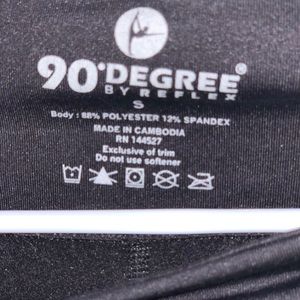 90°DEGREE®
BY REFLEX
S
Body : 88% POLYESTER 12% SPANDEX
MADE IN CAMBODIA
RN 144527
Exclusive of trim
Do not use softener